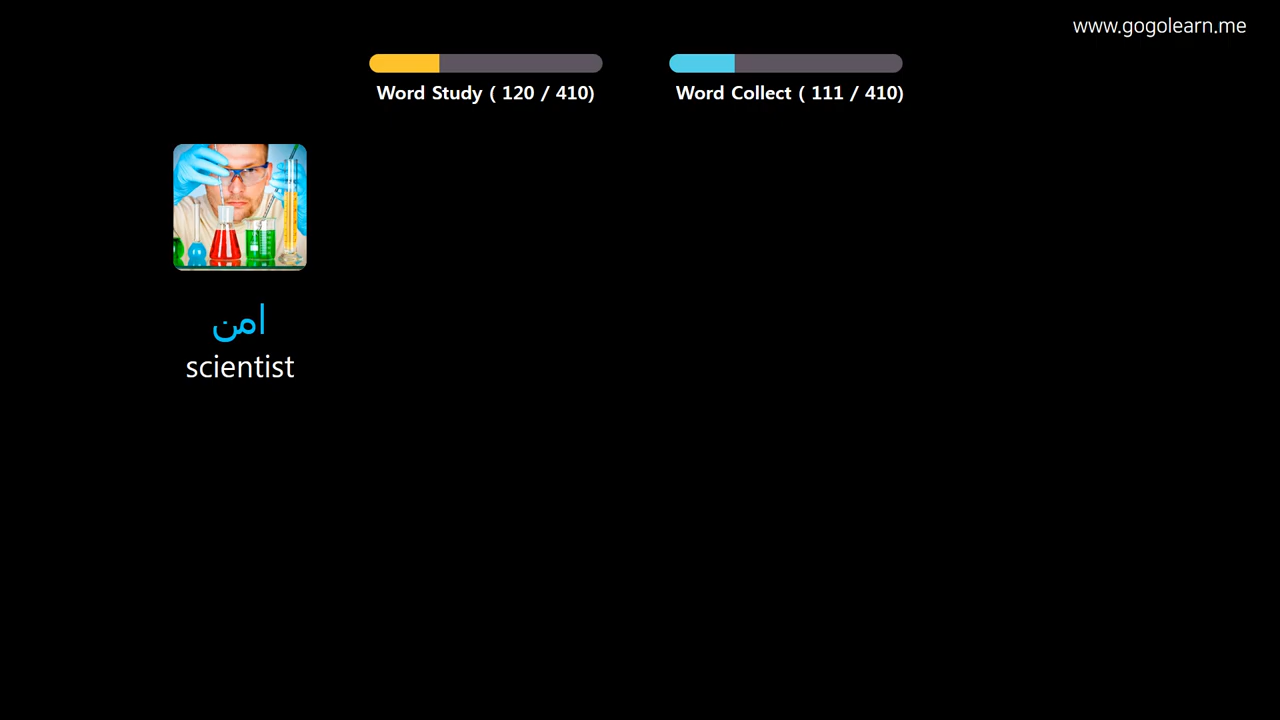 www.gogolearn.me
Word Study ( 120 / 410)
Word Collect ( 111 / 410)
امن
scientist